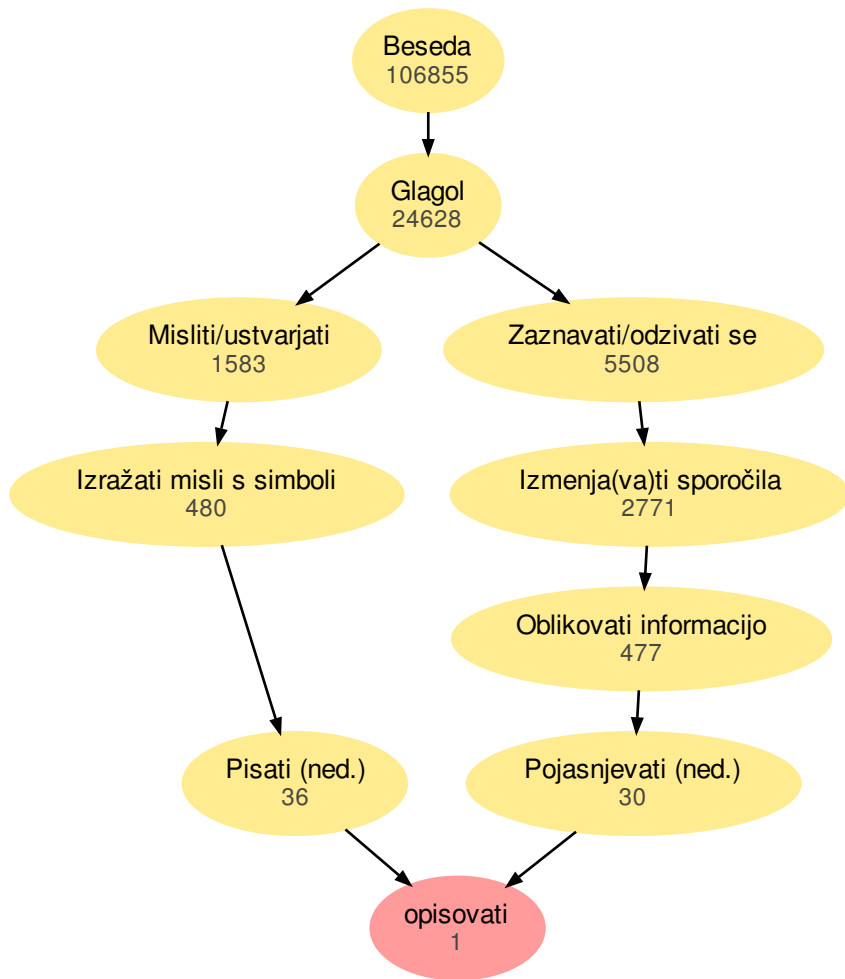 Beseda
106855
Glagol
24628
Misliti/ustvarjati
1583
Zaznavati/odzivati se
5508
Izražati misli s simboli
480
Izmenja(va)ti sporočila
2771
Oblikovati informacijo
477
Pisati (ned.)
36
Pojasnjevati (ned.)
30
opisovati
1